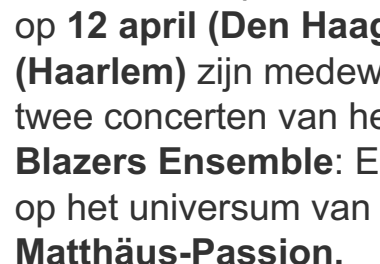 op 12 april (Den Haag
(Haarlem) zijn medew
twee concerten van he
Blazers Ensemble: E
op het universum van
Matthäus-Passion.